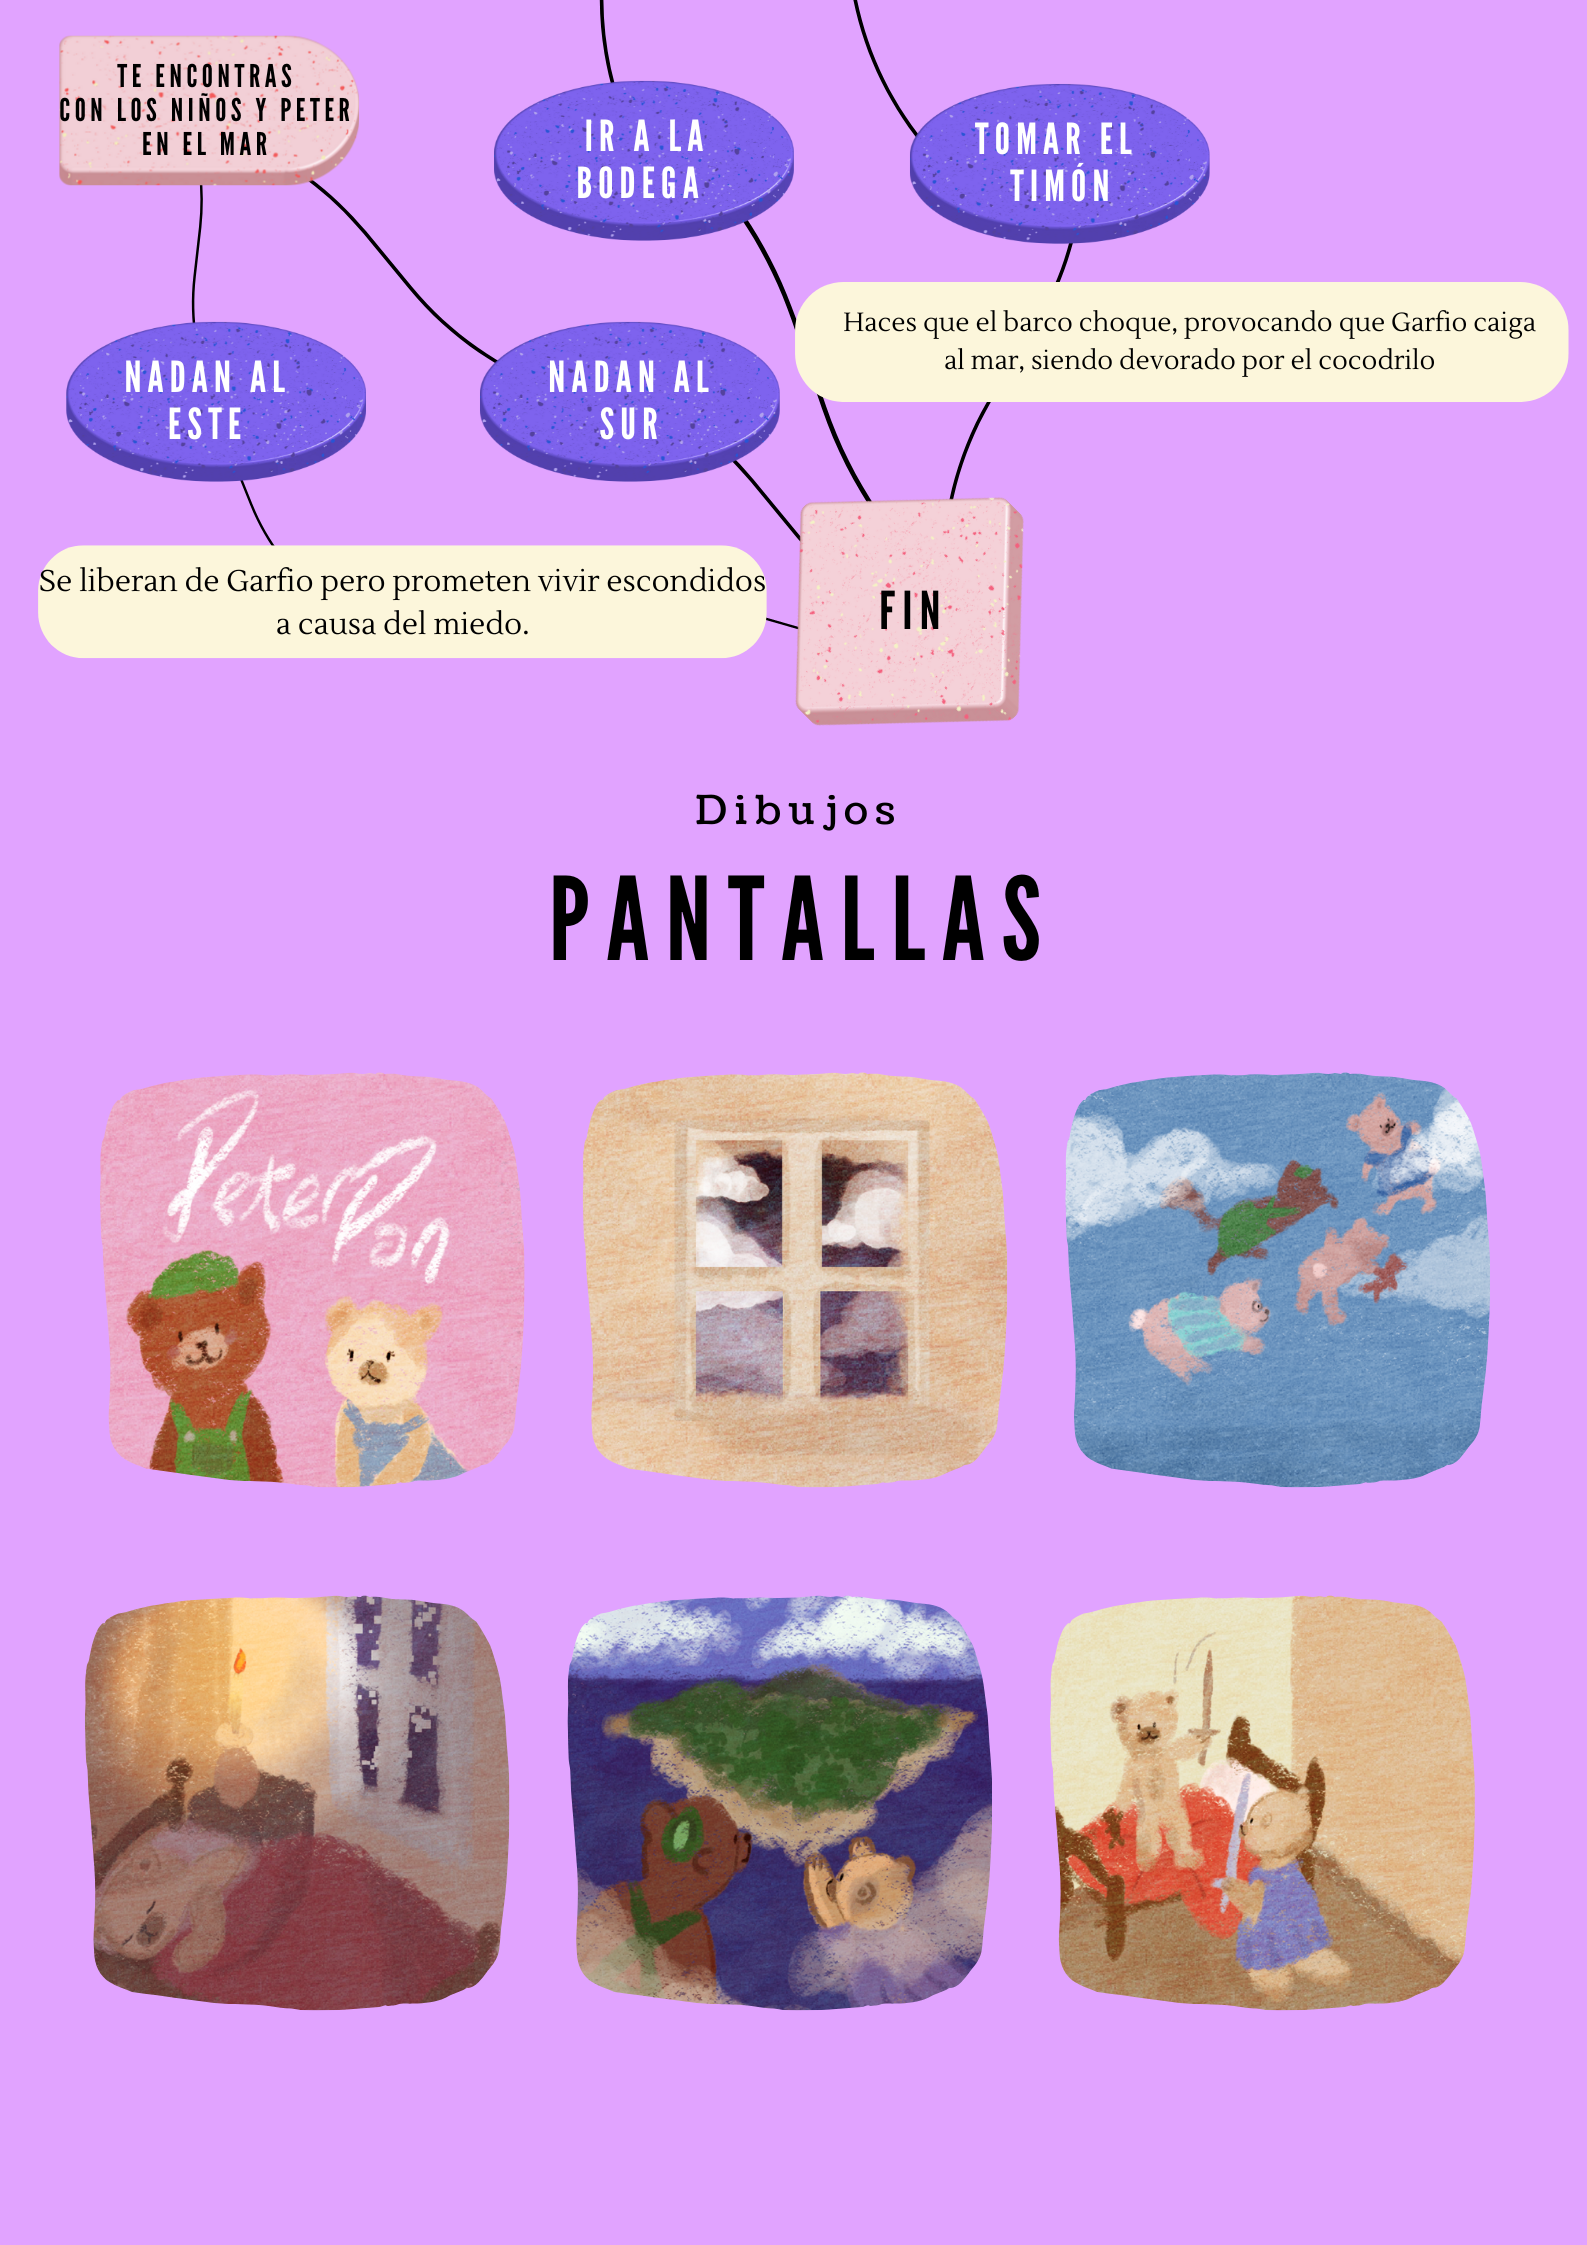 TE ENCONTRAS
CON LOS NIÑOS Y PETER
EN EL MAR
IR A LA
BODEGA
TOMAR EL
TIMÓN
Haces que el barco choque, provocando que Garfio caiga
al mar, siendo devorado por el cocodrilo
NADAN AL
ESTE
NADAN AL
SUR
Se liberan de Garfio pero prometen vivir escondidos
a causa del miedo.
FIN
Dibujos
PANTALLAS
Peter Pan